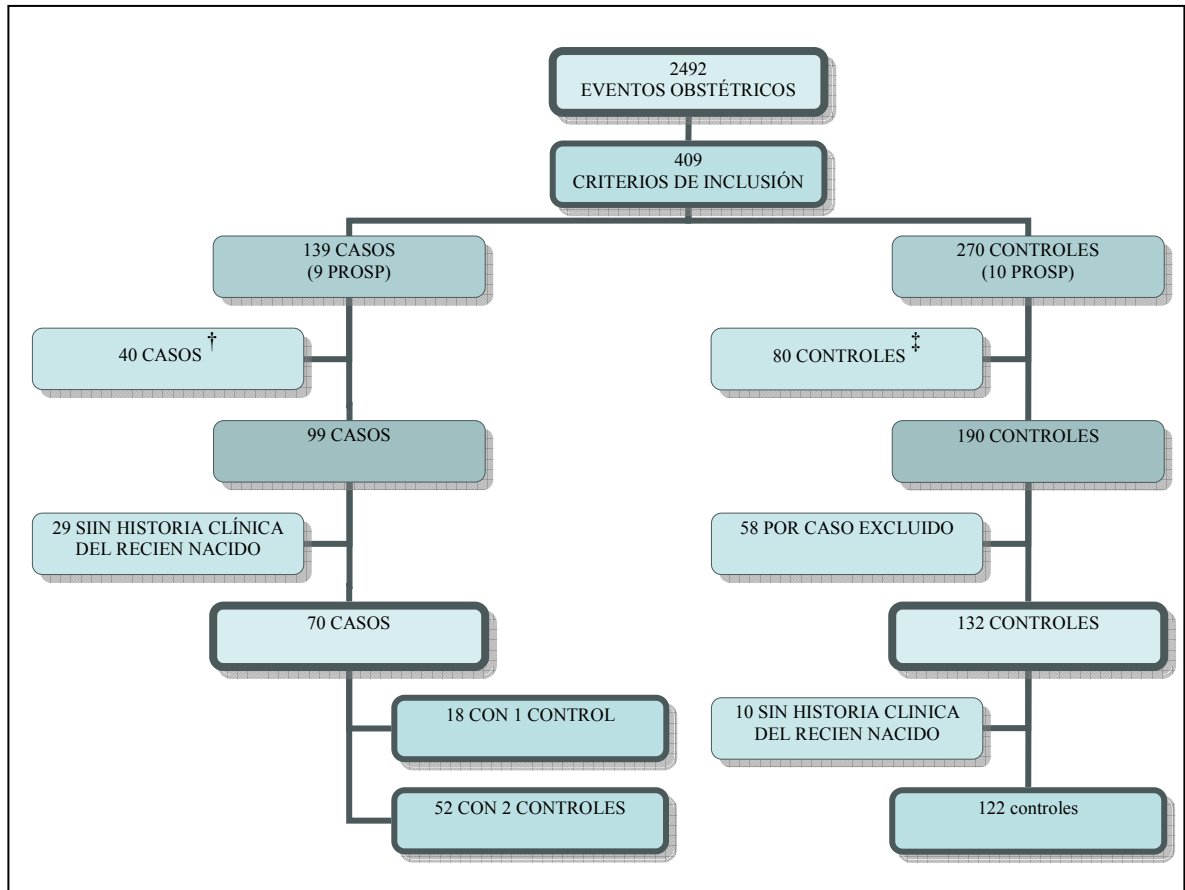 2492
EVENTOS OBSTÉTRICOS
409
CRITERIOS DE INCLUSIÓN
139 CASOS
(9 PROSP)
270 CONTROLES
(10 PROSP)
40 CASOS †
80 CONTROLES ‡
99 CASOS
190 CONTROLES
29 SIIN HISTORIA CLÍNICA
DEL RECIEN NACIDO
58 POR CASO EXCLUIDO
70 CASOS
132 CONTROLES
18 CON 1 CONTROL
10 SIN HISTORIA CLINICA
DEL RECIEN NACIDO
52 CON 2 CONTROLES
122 controles